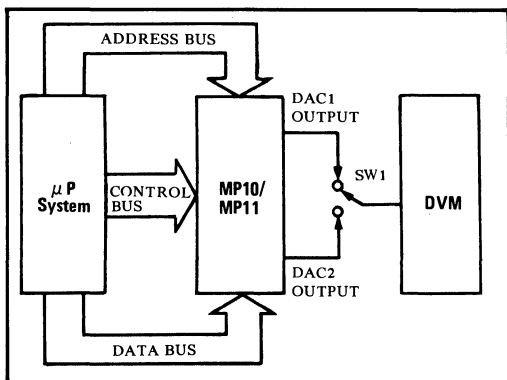 ADDRESS BUS
DAC1
OUTPUT
μP
System
CONTROL
BUS
MP10/
MP11
SW1
DVM
DAC2
OUTPUT
DATA BUS